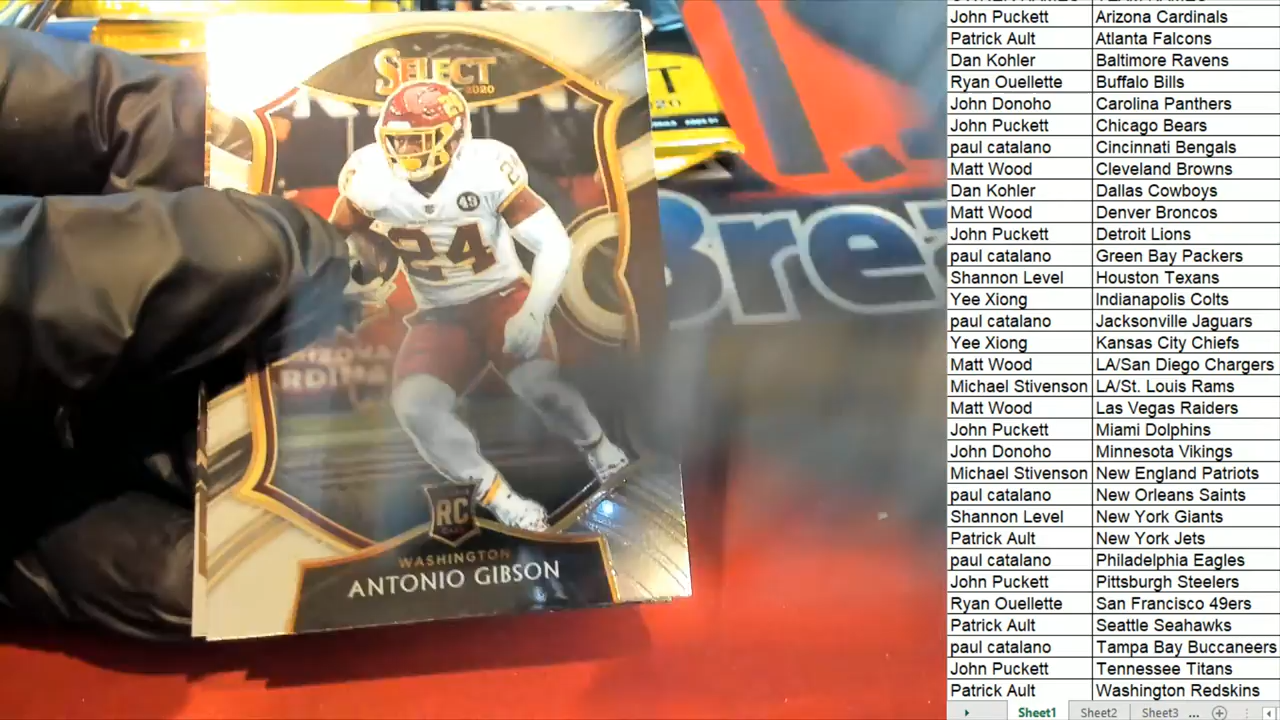 SELECT
2020
24
49
RC
WASHINGTON
ANTONIO GIBSON
Bre
John Puckett Arizona Cardinals
Patrick Ault Atlanta Falcons
Dan Kohler Baltimore Ravens
Ryan Ouellette Buffalo Bills
John Donoho Carolina Panthers
John Puckett Chicago Bears
paul catalano Cincinnati Bengals
Matt Wood Cleveland Browns
Dan Kohler Dallas Cowboys
Matt Wood Denver Broncos
John Puckett Detroit Lions
paul catalano Green Bay Packers
Shannon Level Houston Texans
Yee Xiong Indianapolis Colts
paul catalano Jacksonville Jaguars
Yee Xiong Kansas City Chiefs
Matt Wood LA/San Diego Chargers
Michael Stivenson LA/St. Louis Rams
Matt Wood Las Vegas Raiders
John Puckett Miami Dolphins
John Donoho Minnesota Vikings
Michael Stivenson New England Patriots
paul catalano New Orleans Saints
Shannon Level New York Giants
Patrick Ault New York Jets
paul catalano Philadelphia Eagles
John Puckett Pittsburgh Steelers
Ryan Ouellette San Francisco 49ers
Patrick Ault Seattle Seahawks
paul catalano Tampa Bay Buccaneers
John Puckett Tennessee Titans
Patrick Ault Washington Redskins
Sheet1 Sheet2 Sheet3 ...